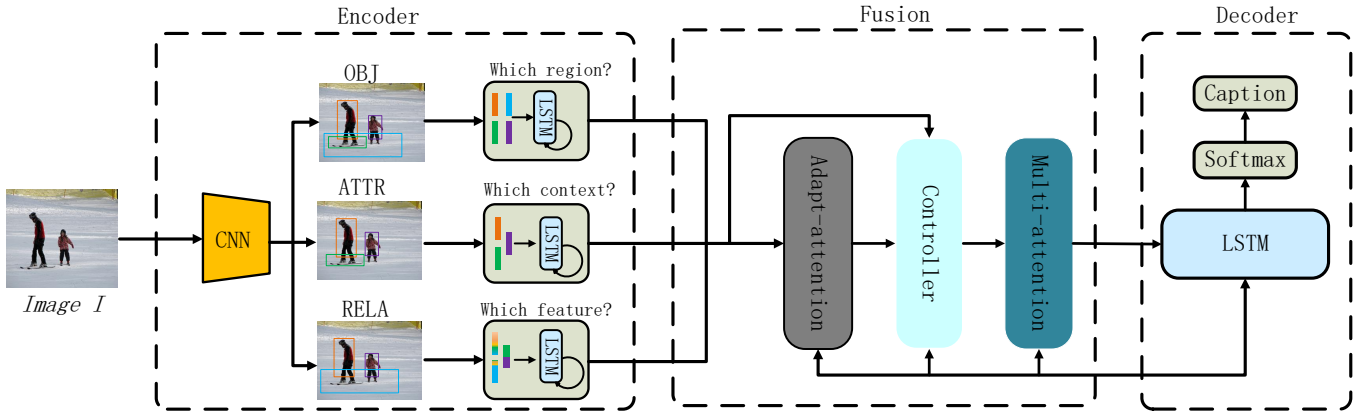 Encoder
Fusion
Decoder
OBJ
Which region?
LSTM
Caption
Softmax
ATTR
Which context?
LSTM
CNN
Adapt-attention
Controller
Multi-attention
LSTM
Image I
RELA
Which feature?
LSTM